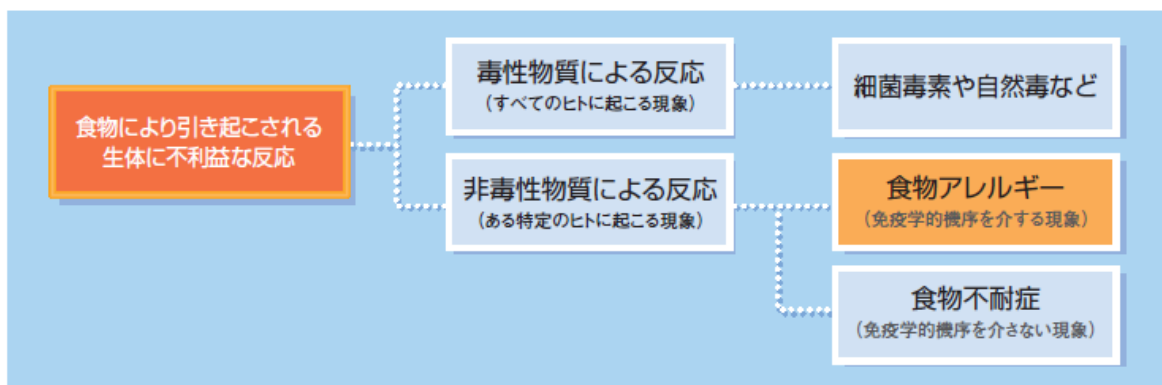 食物により引き起こされる
生体に不利益な反応
毒性物質による反応
（すべてのヒトに起こる現象）
細菌毒素や自然毒など
非毒性物質による反応
（ある特定のヒトに起こる現象）
食物アレルギー
（免疫学的機序を介する現象）
食物不耐症
（免疫学的機序を介さない現象）